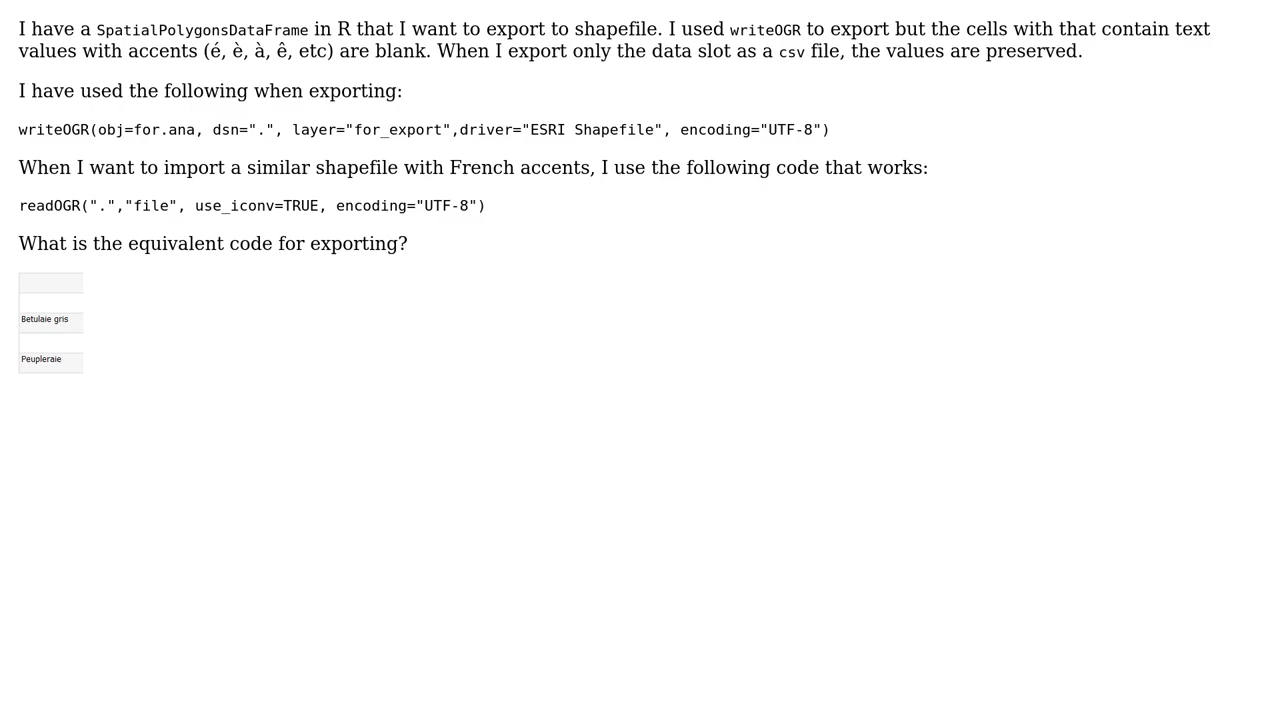 I have a SpatialPolygonsDataFrame in R that I want to export to shapefile. I used writeOGR to export but the cells with that contain text
values with accents (é, è, à, ê, etc) are blank. When I export only the data slot as a csv file, the values are preserved.
I have used the following when exporting:
writeOGR(obj=for.ana, dsn=".", layer="for_export",driver="ESRI Shapefile", encoding="UTF-8")
When I want to import a similar shapefile with French accents, I use the following code that works:
readOGR(".","file", use_iconv=TRUE, encoding="UTF-8")
What is the equivalent code for exporting?
Betulaie gris
Peupleraie